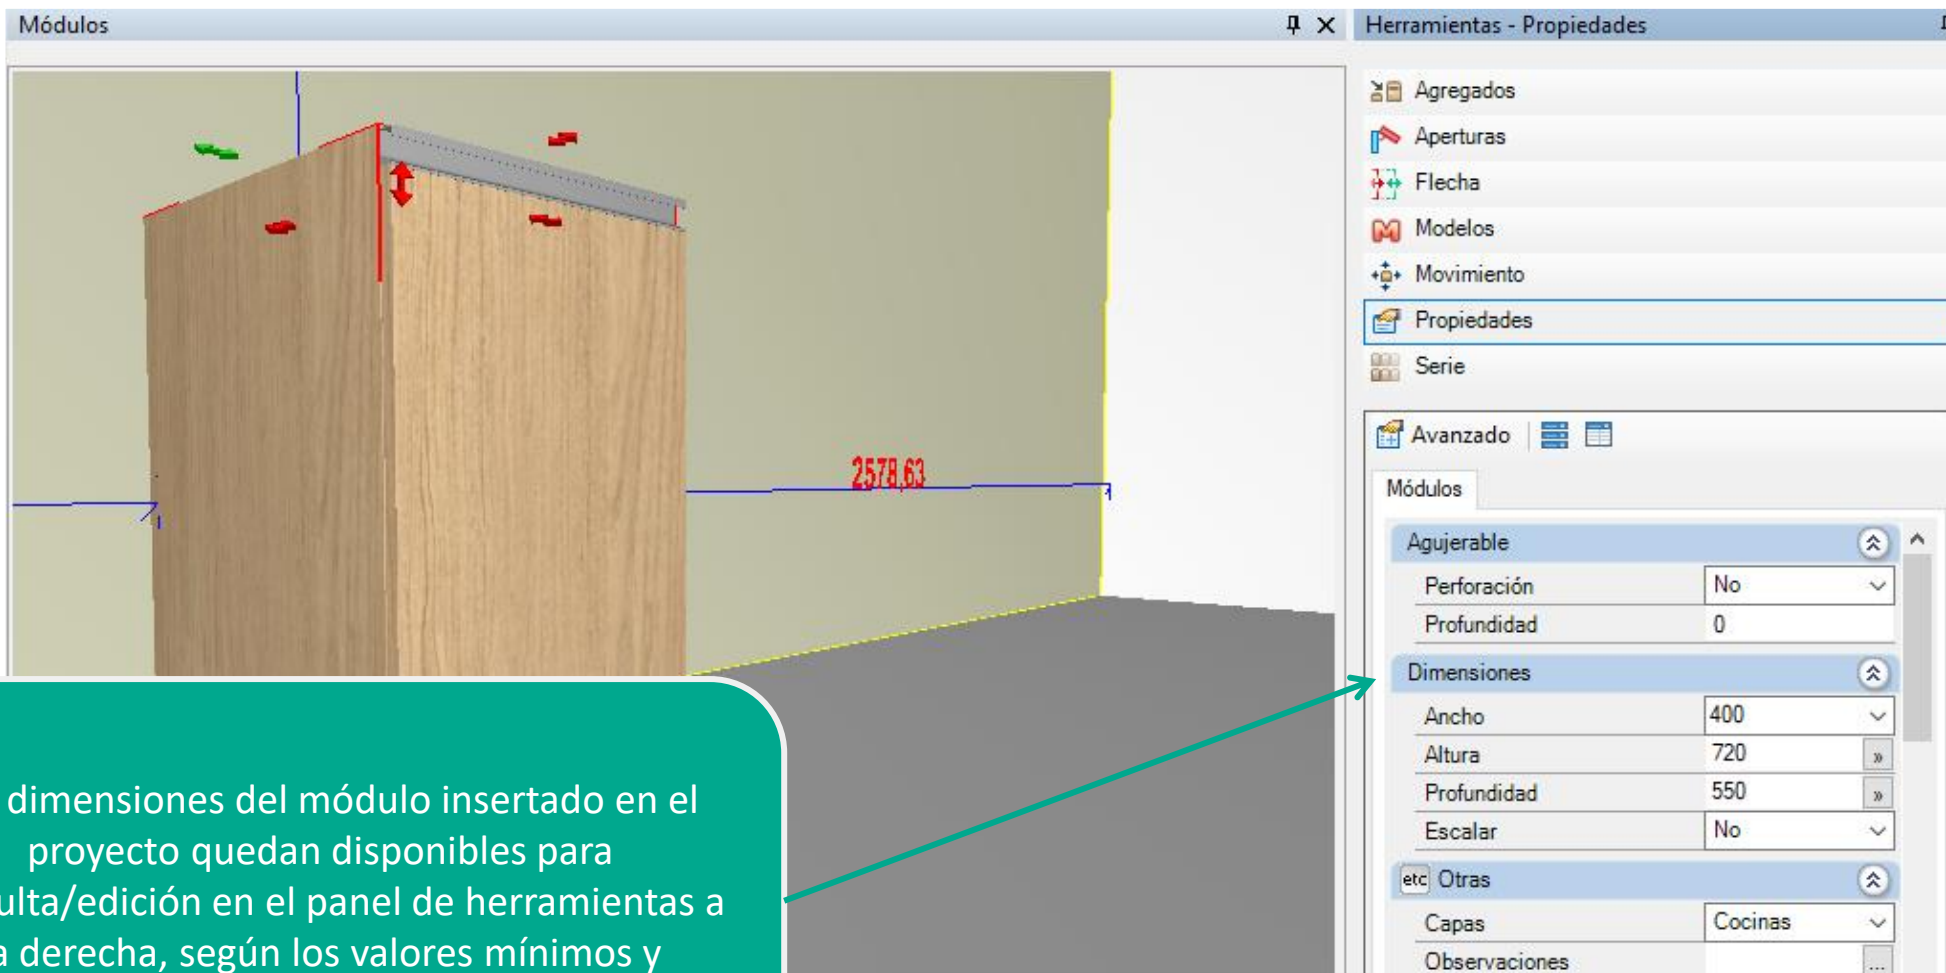 Módulos
Herramientas - Propiedades
Agregados
Aperturas
Flecha
Modelos
Movimiento
Propiedades
Serie
Avanzado
Módulos
Agujerable
Perforación No
Profundidad 0
Dimensiones
Ancho 400
Altura 720 »
Profundidad 550 »
Escalar No
etc Otras
Capas Cocinas
Observaciones ...
2578,63
dimensiones del módulo insertado en el
proyecto quedan disponibles para
ulta/edición en el panel de herramientas a
a derecha, según los valores mínimos y